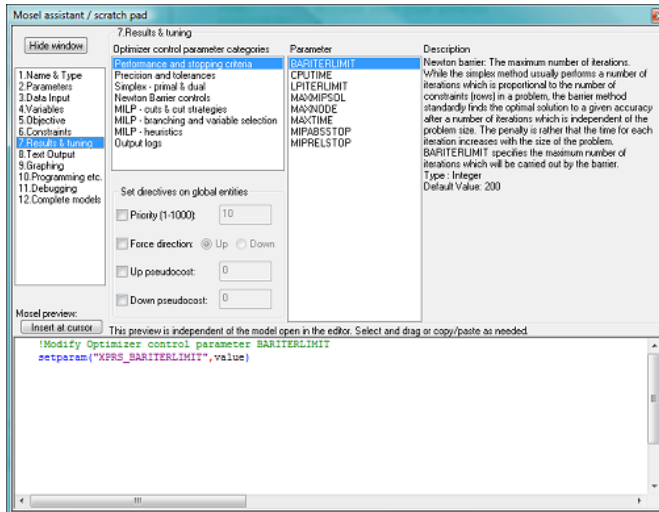 Mosel assistant / scratch pad
Hide window
1.Name & Type
2.Parameters
3.Data Input
4.Variables
5.Objective
6.Constraints
7.Results & tuning
8.Text Output
9.Graphing
10.Programming etc.
11.Debugging
12.Complete models
7.Results & tuning
Optimizer control parameter categories
Performance and stopping criteria
Precision and tolerances
Simplex - primal & dual
Newton Barrier controls
MILP - cuts & cut strategies
MILP - branching and variable selection
MILP - heuristics
Output logs
Set directives on global entities
Priority (1-1000): 10
Force direction: Up Down
Up pseudocost: 0
Down pseudocost: 0
Parameter
BARITERLIMIT
CPUTIME
LPITERLIMIT
MAXMIPSOL
MAXNODE
MAXTIME
MIPABSSTOP
MIPRELSTOP
Description
Newton barrier: The maximum number of iterations.
While the simplex method usually performs a number of
iterations which is proportional to the number of
constraints (rows) in a problem, the barrier method
standardly finds the optimal solution to a given accuracy
after a number of iterations which is independent of the
problem size. The penalty is rather that the time for each
iteration increases with the size of the problem.
BARITERLIMIT specifies the maximum number of
iterations which will be carried out by the barrier.
Type : Integer
Default Value: 200
Mosel preview:
Insert at cursor
This preview is independent of the model open in the editor. Select and drag or copy/paste as needed.
!Modify Optimizer control parameter BARITERLIMIT
setparam("XPRS_BARITERLIMIT",value)